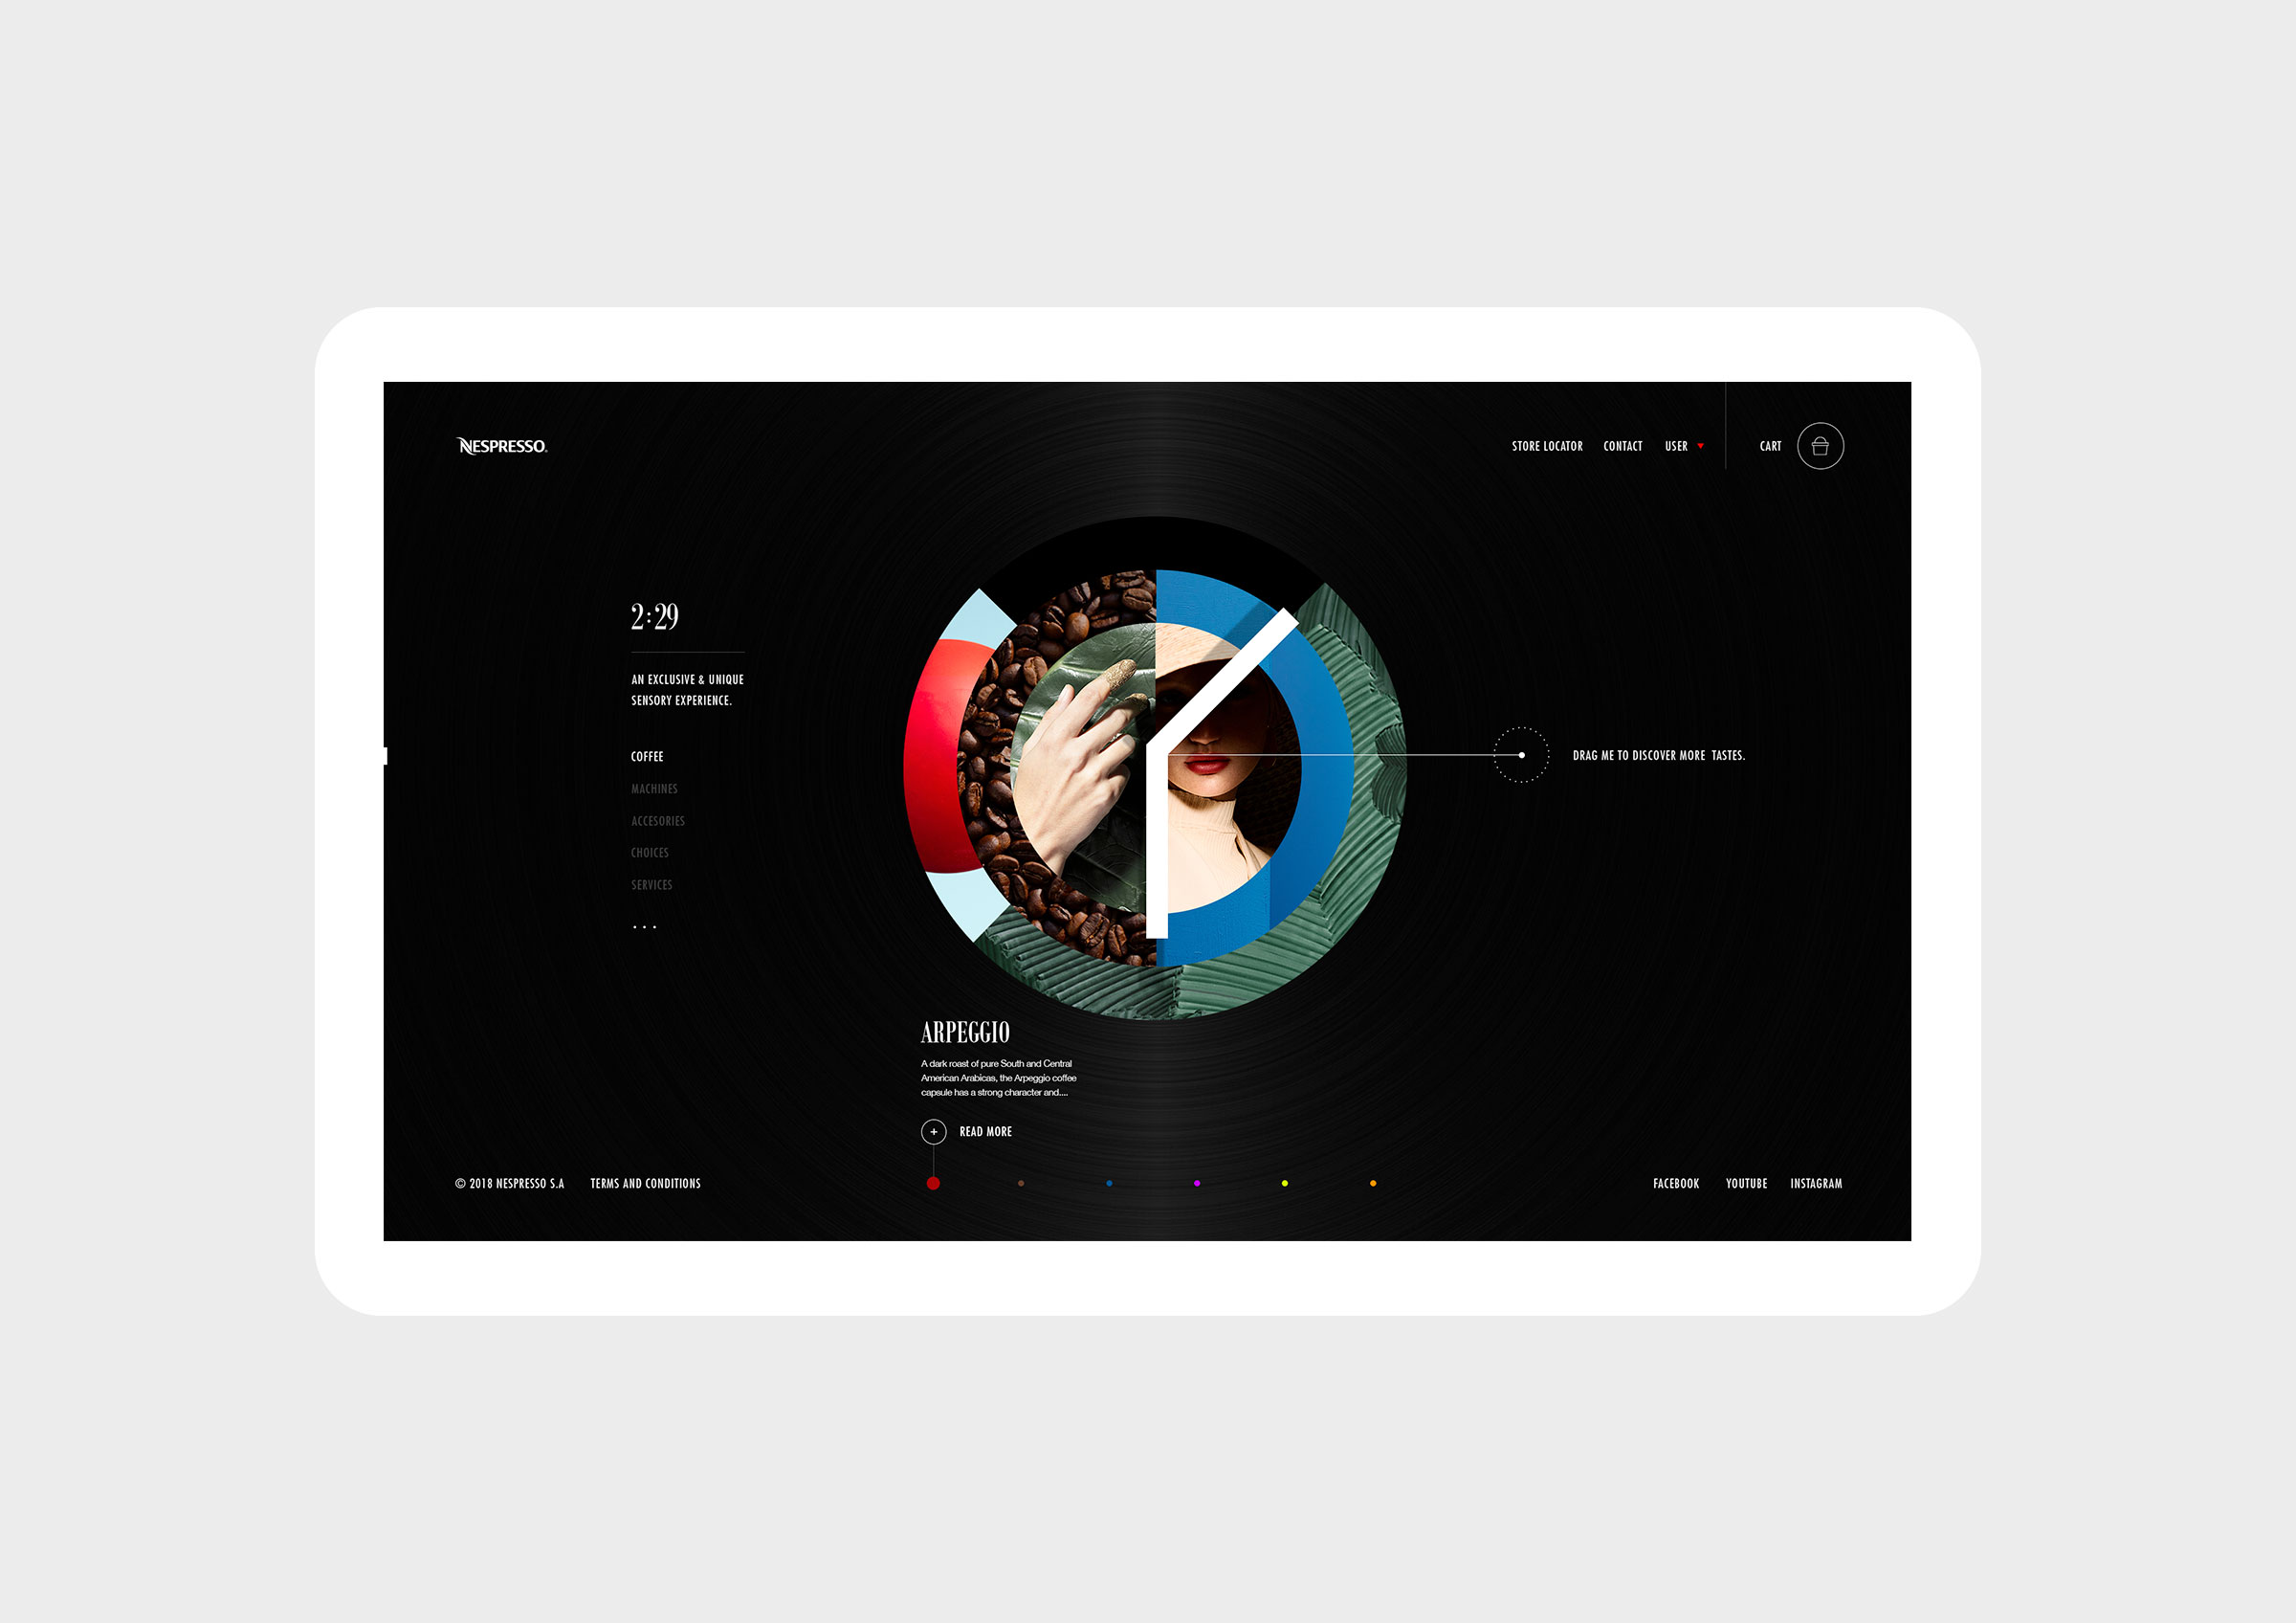 NESPRESSO
STORE LOCATOR
CONTACT
USER
CART
2:29
AN EXCLUSIVE & UNIQUE
SENSORY EXPERIENCE.
COFFEE
MACHINES
ACCESORIES
CHOICES
SERVICES
...
DRAG ME TO DISCOVER MORE TASTES.
ARPEGGIO
A dark roast of pure South and Central
American Arabicas, the Arpeggio coffee
capsule has a strong character and....
+
READ MORE
© 2018 NESPRESSO S.A
TERMS AND CONDITIONS
FACEBOOK
YOUTUBE
INSTAGRAM